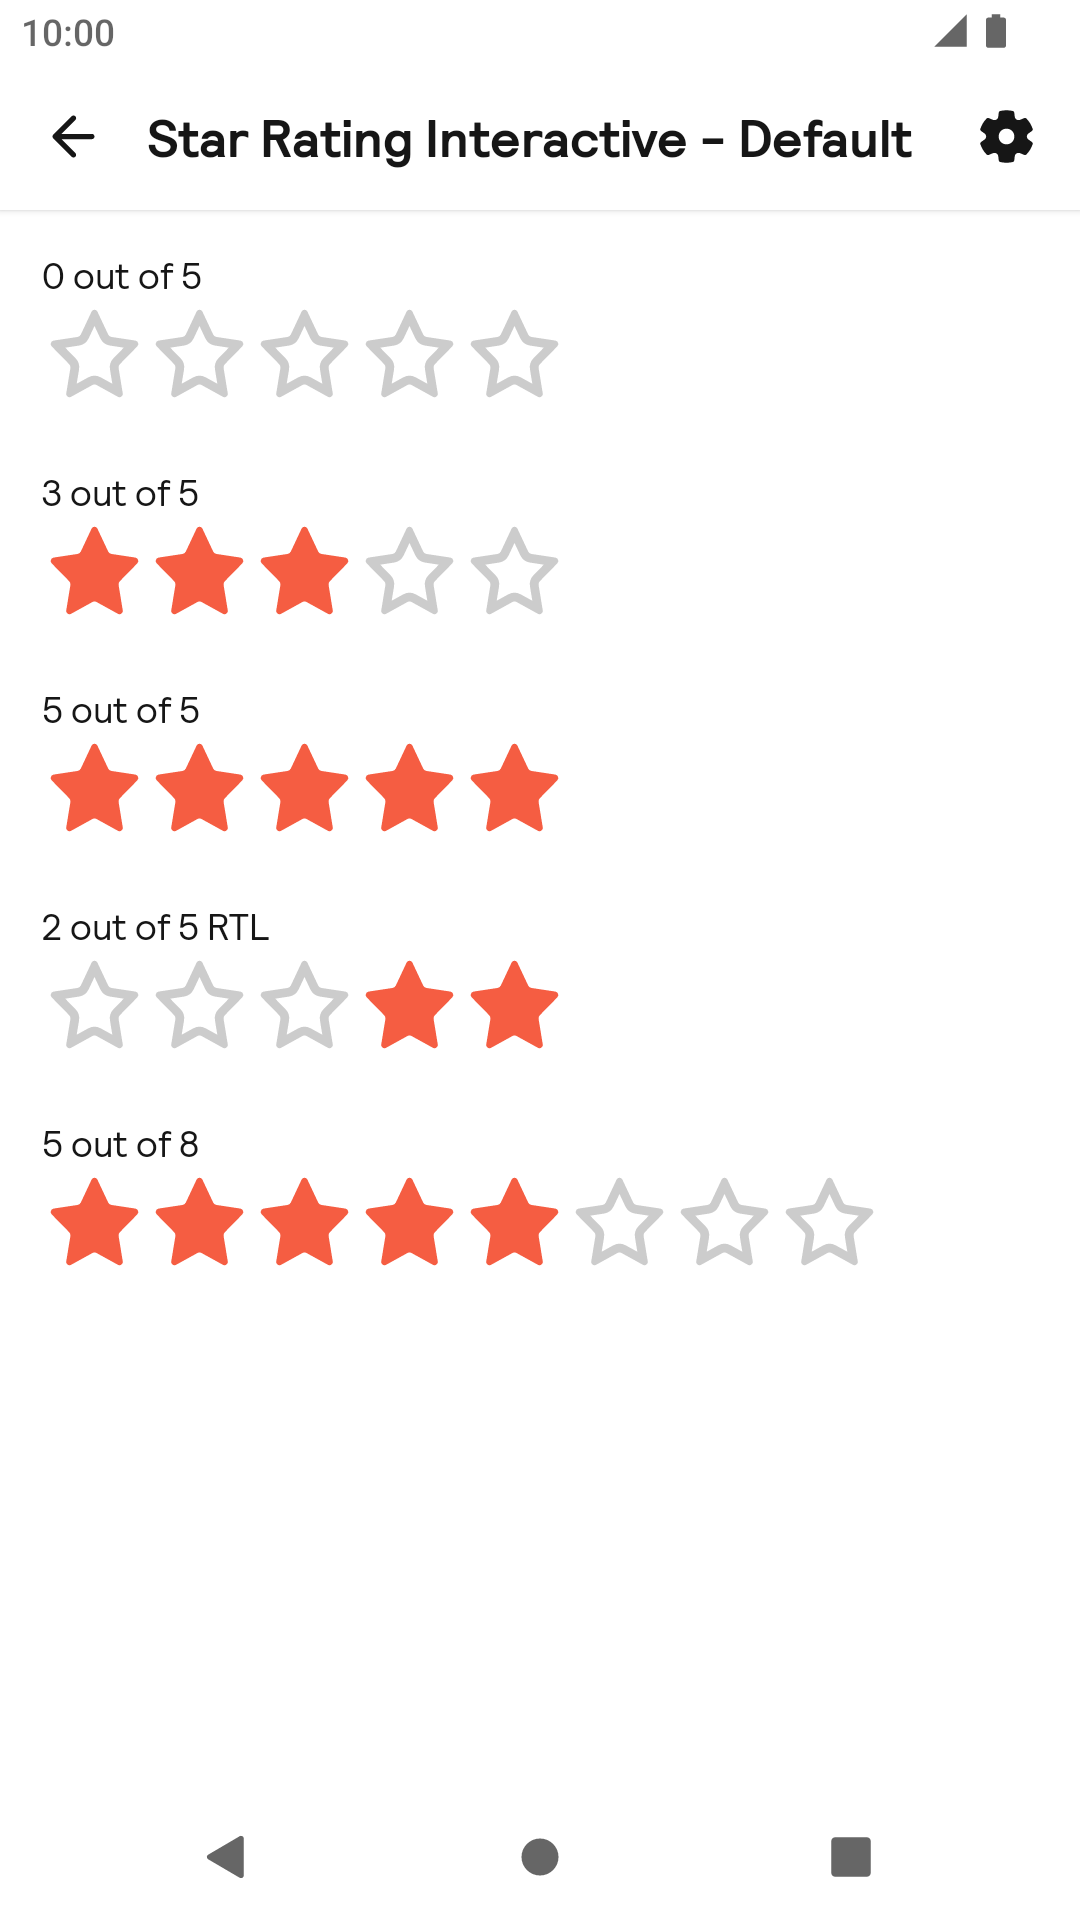 10:00
Star Rating Interactive - Default
0 out of 5
3 out of 5
5 out of 5
2 out of 5 RTL
5 out of 8